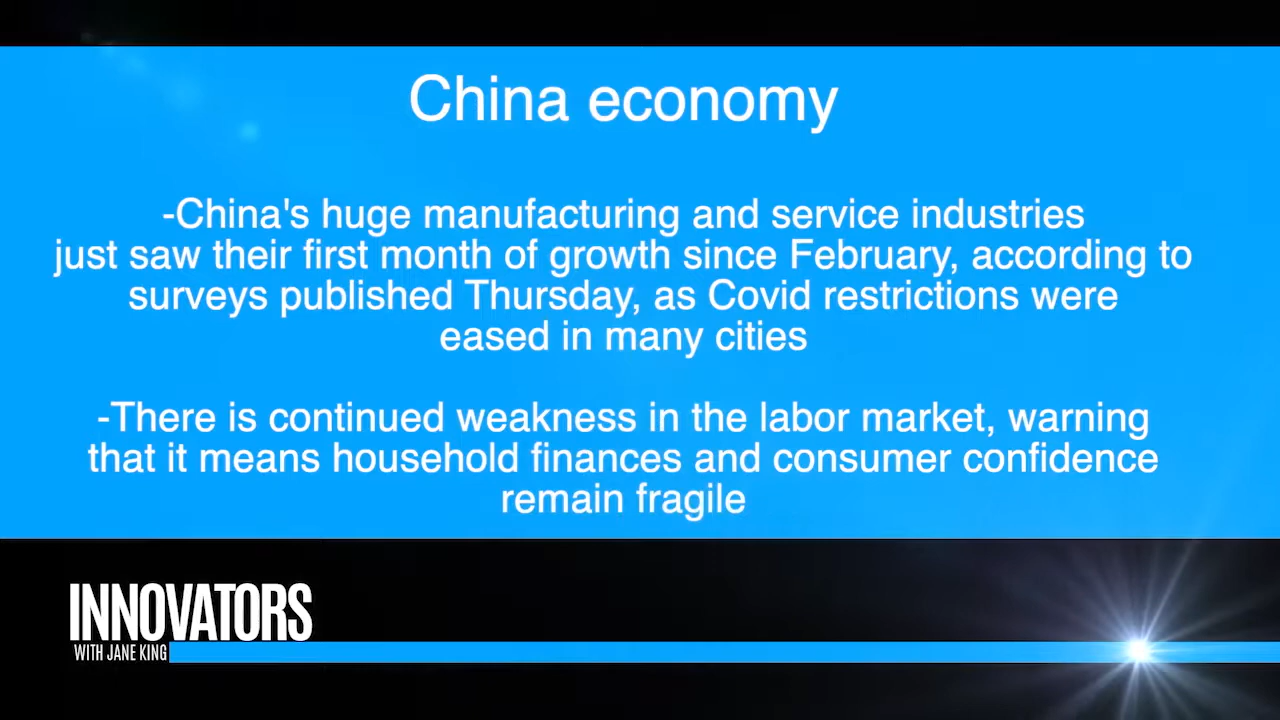 China economy
-China's huge manufacturing and service industries
just saw their first month of growth since February, according to
surveys published Thursday, as Covid restrictions were
eased in many cities
-There is continued weakness in the labor market, warning
that it means household finances and consumer confidence
remain fragile
INNOVATORS
WITH JANE KING